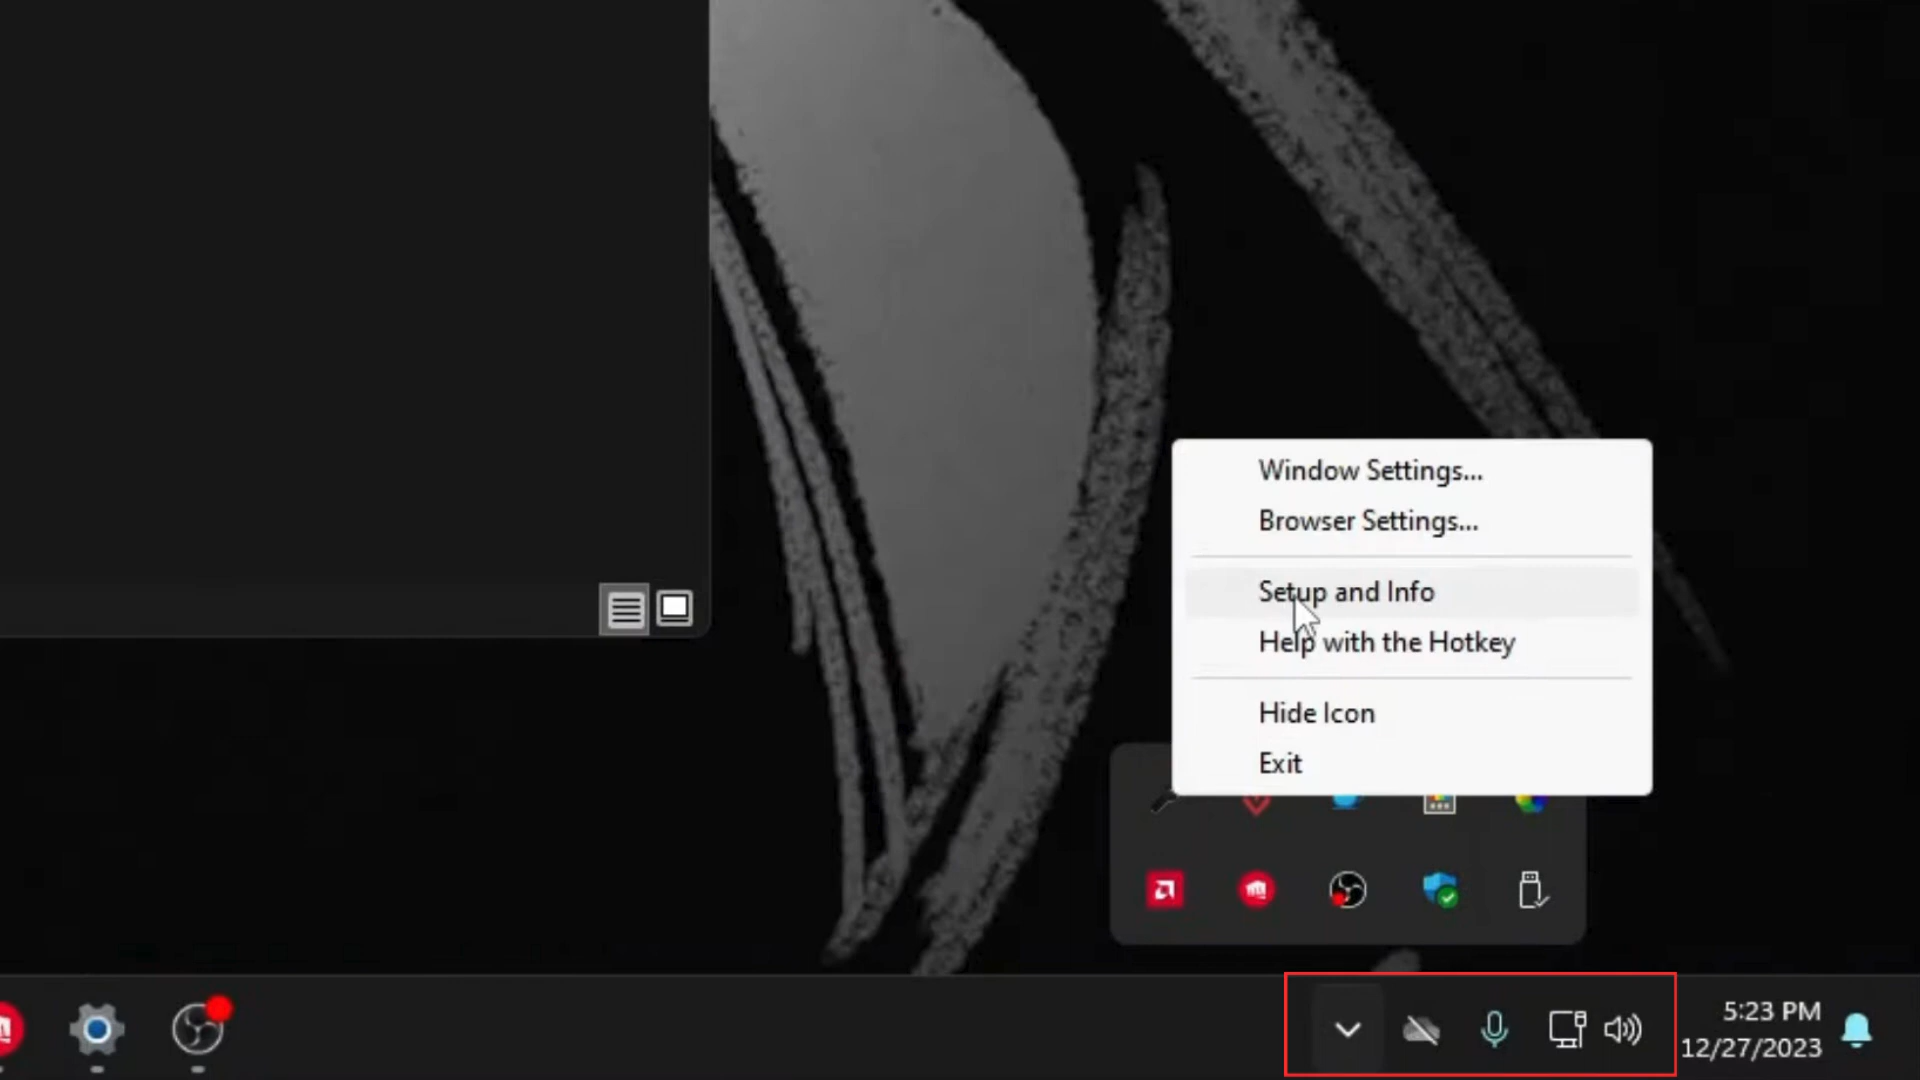 Window Settings...
Browser Settings...
Setup and Info
Help with the Hotkey
Hide Icon
Exit
5:23 PM
12/27/2023